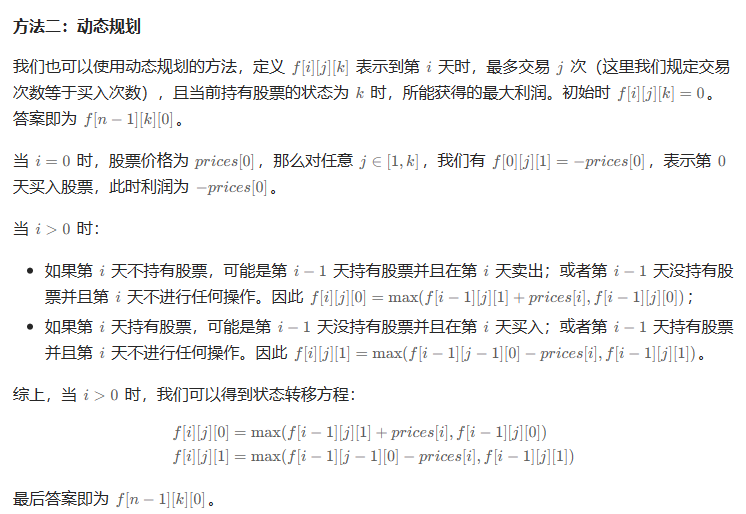 方法二：动态规划
我们也可以使用动态规划的方法，定义 f[i][j][k] 表示到第 i 天时，最多交易 j 次（这里我们规定交易
次数等于买入次数），且当前持有股票的状态为 k 时，所能获得的最大利润。初始时 f[i][j][k] = 0。
答案即为 f[n − 1][k][0]。
当 i = 0 时，股票价格为 prices[0]，那么对任意 j ∈ [1, k]，我们有 f[0][j][1] = −prices[0]，表示第 0
天买入股票，此时利润为 −prices[0]。
当 i > 0 时：
• 如果第 i 天不持有股票，可能是第 i − 1 天持有股票并且在第 i 天卖出；或者第 i − 1 天没持有股
票并且第 i 天不进行任何操作。因此 f[i][j][0] = max(f[i − 1][j][1] + prices[i], f[i − 1][j][0])；
• 如果第 i 天持有股票，可能是第 i − 1 天没持有股票并且在第 i 天买入；或者第 i − 1 天持有股票
并且第 i 天不进行任何操作。因此 f[i][j][1] = max(f[i − 1][j − 1][0] − prices[i], f[i − 1][j][1])。
综上，当 i > 0 时，我们可以得到状态转移方程：
f[i][j][0] = max(f[i − 1][j][1] + prices[i], f[i − 1][j][0])
f[i][j][1] = max(f[i − 1][j − 1][0] − prices[i], f[i − 1][j][1])
最后答案即为 f[n − 1][k][0]。